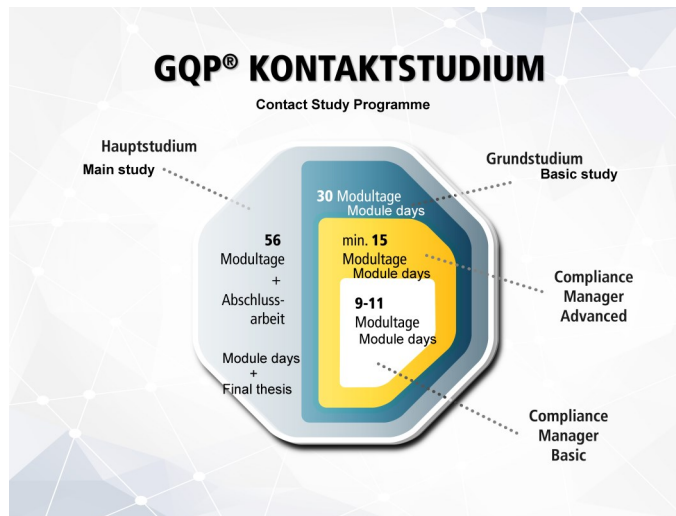 GQP® KONTAKTSTUDIUM
Contact Study Programme
Hauptstudium
Main study
Grundstudium
Basic study
30 Modultage
Module days
56
Modultage
+
Abschluss-
arbeit
Module days
+
Final thesis
min. 15
Modultage
Module days
9-11
Modultage
Module days
Compliance
Manager
Advanced
Compliance
Manager
Basic